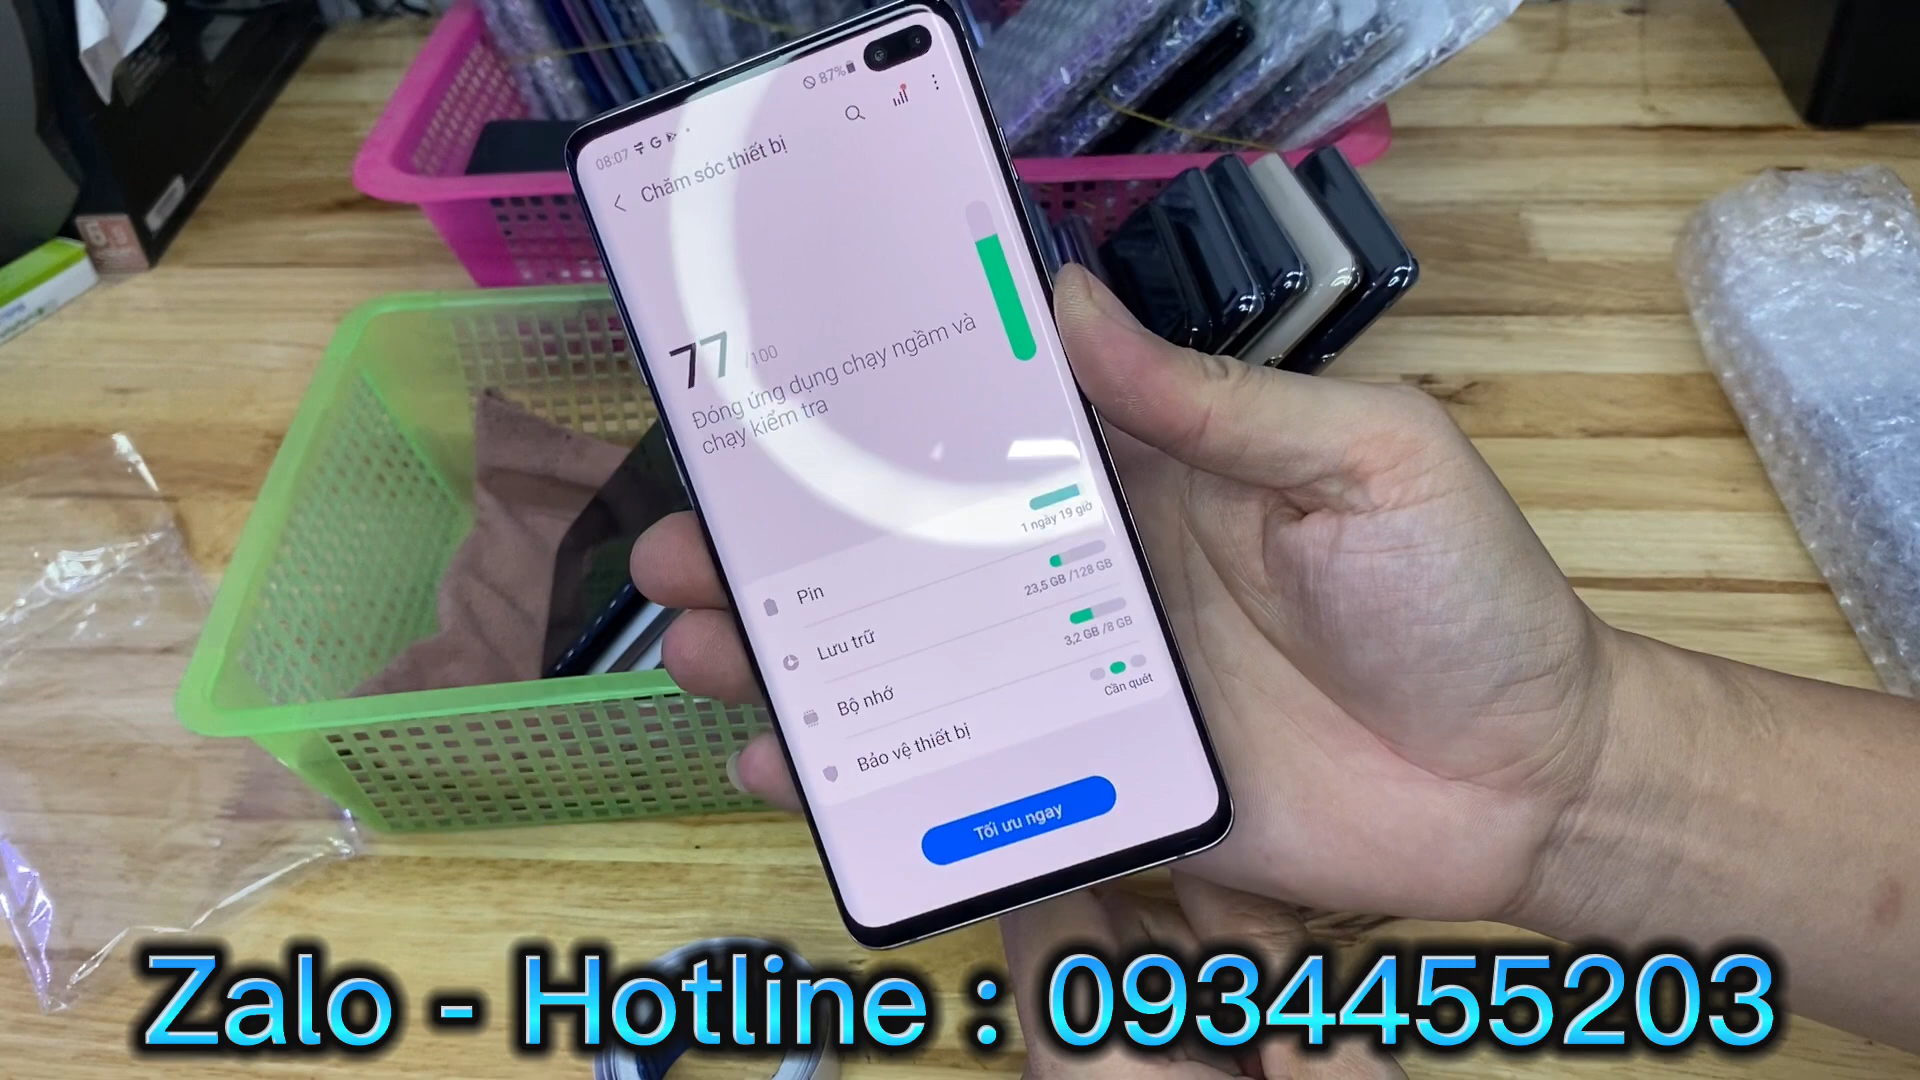 08:07
87%
Chăm sóc thiết bị
77 /100
Đóng ứng dụng chạy ngầm và
chạy kiểm tra
Pin
1 ngày 19 giờ
Lưu trữ
23,5 GB /128 GB
Bộ nhớ
3,2 GB /8 GB
Bảo vệ thiết bị
Cần quét
Tối ưu ngay
Zalo - Hotline : 0934455203